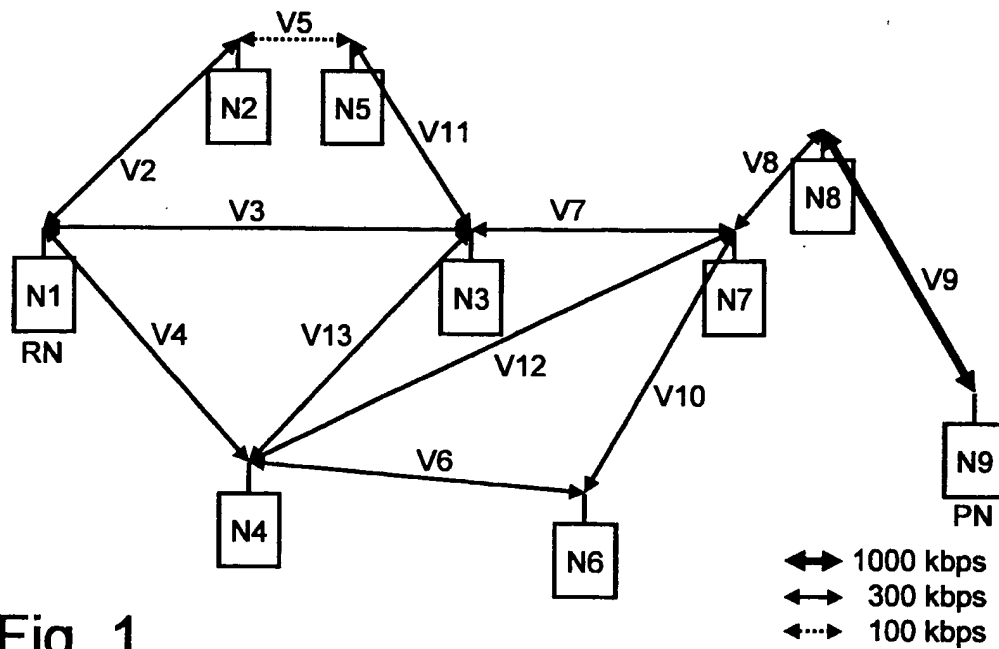 V5
N2
N5
V11
V2
V8
N8
V3
V7
N1
RN
N3
N7
V9
V4
V13
V12
V10
V6
N9
PN
N4
N6
1000 kbps
300 kbps
100 kbps
Fig. 1